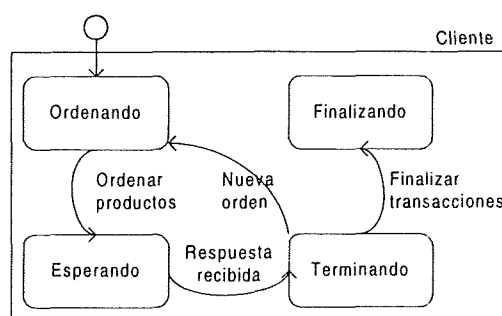 Cliente
Ordenando
Finalizando
Ordenar
productos
Nueva
orden
Finalizar
transacciones
Esperando
Respuesta
recibida
Terminando